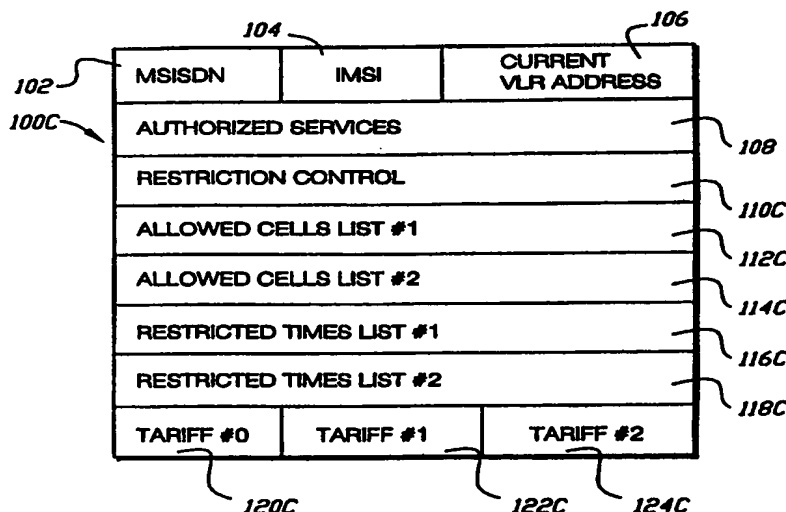 104
106
102
MSISDN
IMSI
CURRENT
VLR ADDRESS
100C
AUTHORIZED SERVICES
108
RESTRICTION CONTROL
110C
ALLOWED CELLS LIST #1
112C
ALLOWED CELLS LIST #2
114C
RESTRICTED TIMES LIST #1
116C
RESTRICTED TIMES LIST #2
118C
TARIFF #0
TARIFF #1
TARIFF #2
120C
122C
124C